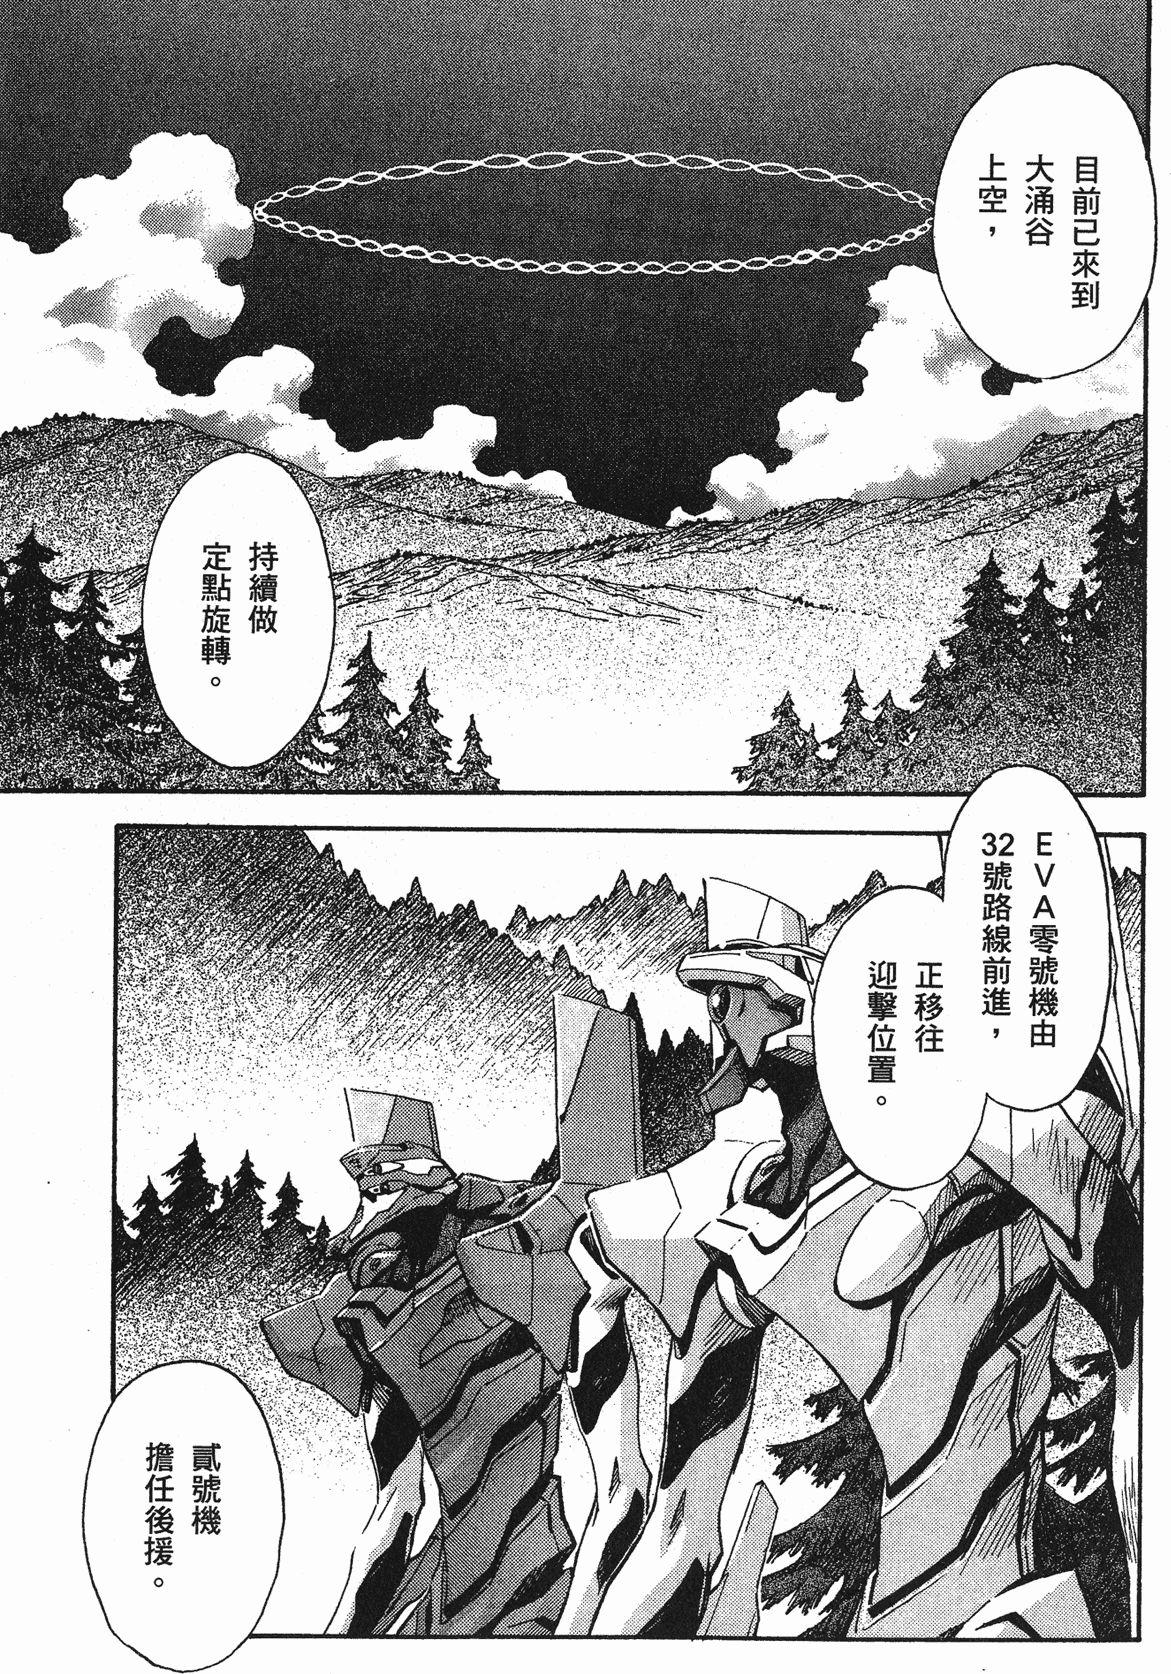 目前已來到
大涌谷
上空，
持續做
定點旋轉。
EVA零號機由
32號路線前進，
正移往
迎擊位置。
貳號機
擔任後援。